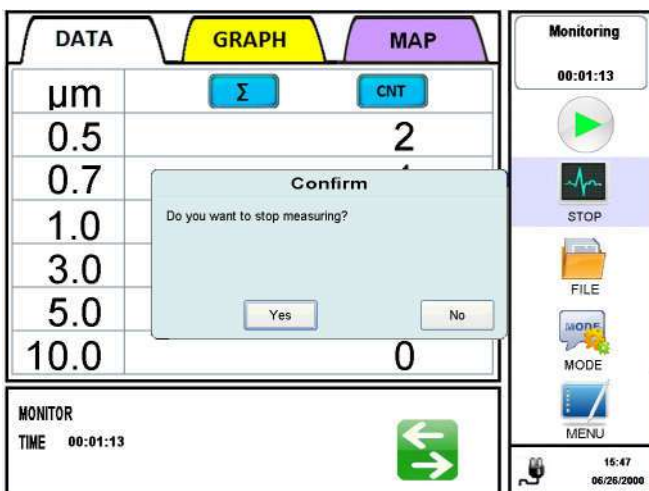 DATA
GRAPH
MAP
µm
Σ
CNT
0.5
2
0.7
1.0
3.0
5.0
10.0
0
Confirm
Do you want to stop measuring?
Yes
No
MONITOR
TIME 00:01:13
Monitoring
00:01:13
STOP
FILE
MODE
MODE
MENU
15:47
06/26/2000